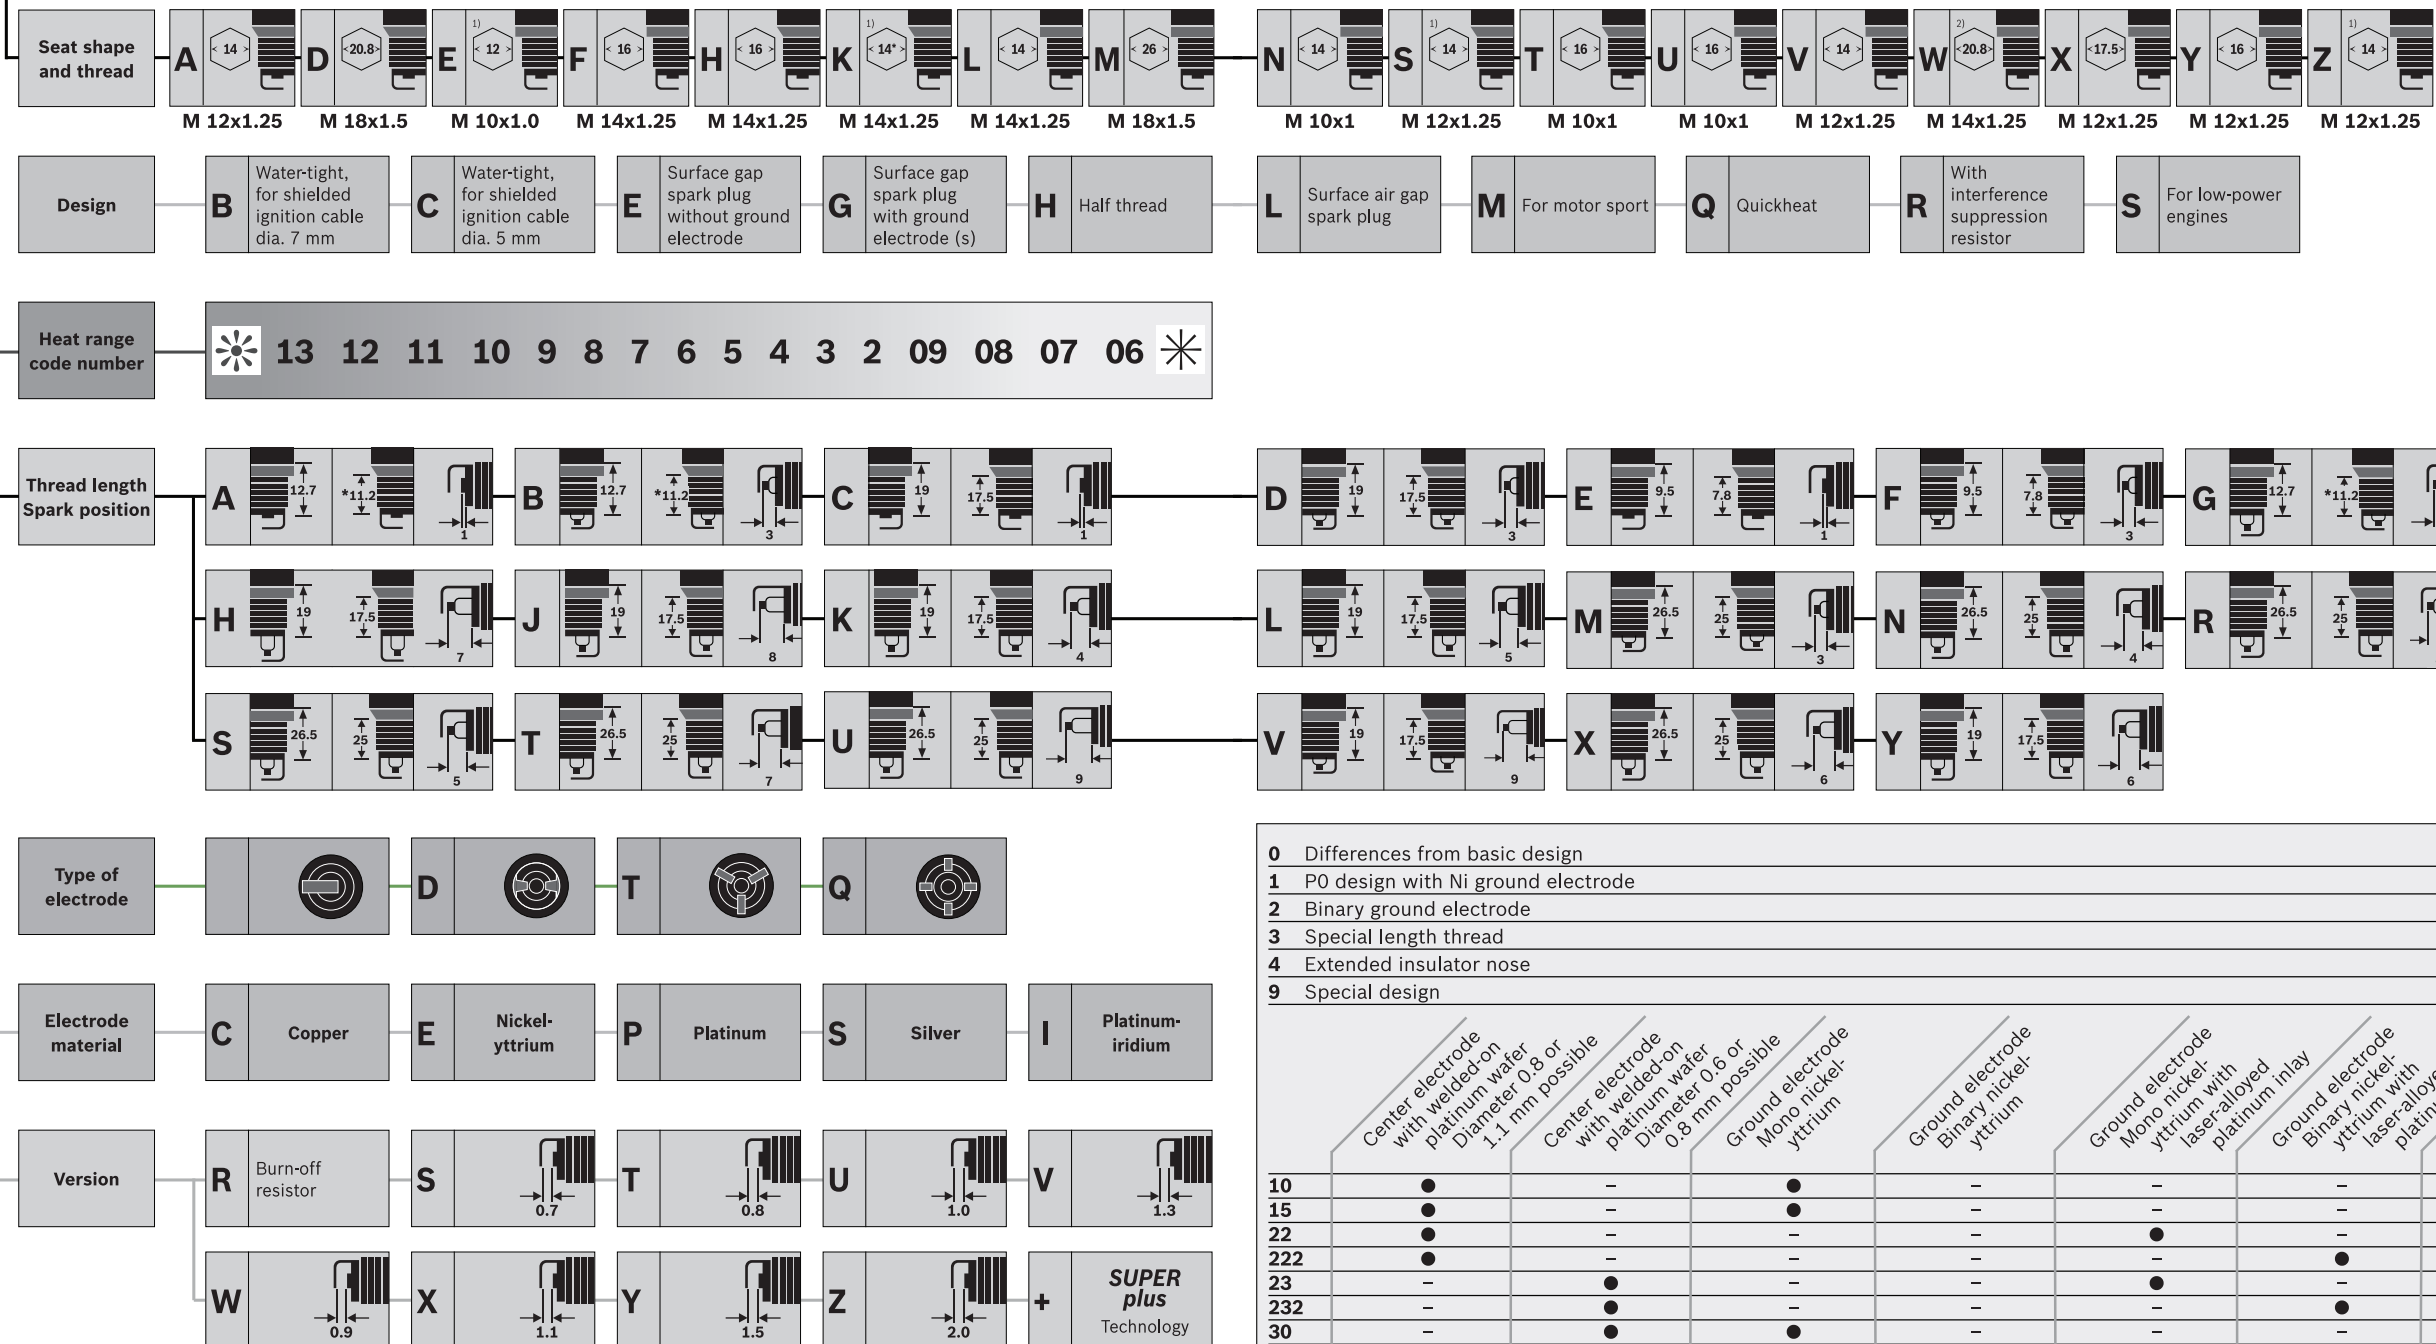 Seat shape
and thread
A < 14 >
D <20.8>
E 1) < 12 >
F < 16 >
H < 16 >
K 1) < 14* >
L < 14 >
M < 26 >
N < 14 >
S 1) < 14 >
T < 16 >
U < 16 >
V < 14 >
W 2) <20.8>
X <17.5>
Y < 16 >
Z 1) < 14 >
M 12x1.25 M 18x1.5 M 10x1.0 M 14x1.25 M 14x1.25 M 14x1.25 M 14x1.25 M 18x1.5 M 10x1 M 12x1.25 M 10x1 M 10x1 M 12x1.25 M 14x1.25 M 12x1.25 M 12x1.25 M 12x1.25
Design
B
Water-tight,
for shielded
ignition cable
dia. 7 mm
C
Water-tight,
for shielded
ignition cable
dia. 5 mm
E
Surface gap
spark plug
without ground
electrode
G
Surface gap
spark plug
with ground
electrode (s)
H Half thread
L
Surface air gap
spark plug
M For motor sport
Q Quickheat
R
With
interference
suppression
resistor
S
For low-power
engines
Heat range
code number
13 12 11 10 9 8 7 6 5 4 3 2 09 08 07 06
Thread length
Spark position
A 12.7 *11.2 1
B 12.7 *11.2 3
C 19 17.5 1
D 19 17.5 3
E 9.5 7.8 1
F 9.5 7.8 3
G 12.7 *11.2
H 19 17.5 7
J 19 17.5 8
K 19 17.5 4
L 19 17.5 5
M 26.5 25 3
N 26.5 25 4
R 26.5 25
S 26.5 25 5
T 26.5 25 7
U 26.5 25 9
V 19 17.5 9
X 26.5 25 6
Y 19 17.5 6
Type of
electrode
D
T
Q
Electrode
material
C Copper
E
Nickel-
yttrium
P Platinum
S Silver
I
Platinum-
iridium
Version
R
Burn-off
resistor
S 0.7
T 0.8
U 1.0
V 1.3
W 0.9
X 1.1
Y 1.5
Z 2.0
+
SUPER
plus
Technology
0 Differences from basic design
1 P0 design with Ni ground electrode
2 Binary ground electrode
3 Special length thread
4 Extended insulator nose
9 Special design
Center electrode
with welded-on
platinum wafer
Diameter 0.8 or
1.1 mm possible
Center electrode
with welded-on
platinum wafer
Diameter 0.6 or
0.8 mm possible
Ground electrode
Mono nickel-
yttrium
Ground electrode
Binary nickel-
yttrium
Ground electrode
Mono nickel-
yttrium with
laser-alloyed
platinum inlay
Ground electrode
Binary nickel-
yttrium with
10 ● – ● – – –
15 ● – ● – – –
22 ● – – – ● –
222 ● – – – – ●
23 – ● – – ● –
232 – ● – – – ●
30 – ● ● – – –